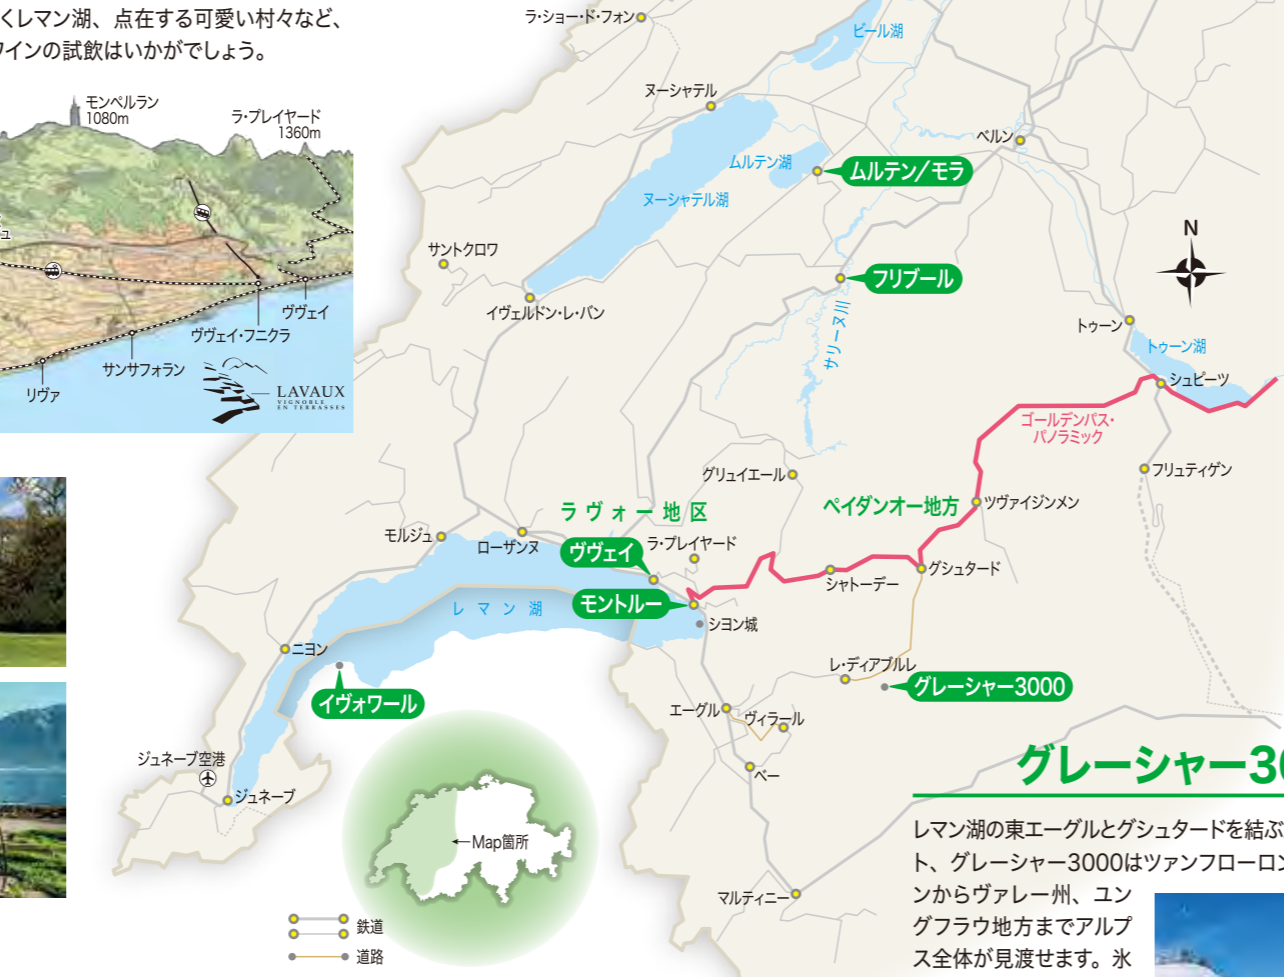 くレマン湖、点在する可愛い村々など、
ワインの試飲はいかがでしょう。
モンペルラン
1080m
ラ・プレイヤード
1360m
ュ
ヴヴェイ
ヴヴェイ・フニクラ
サンサフォラン
リヴァ
LAVAUX
VIGNOBLE
EN TERRASSES
ラ・ショー・ド・フォン
ビール湖
ヌーシャテル
ベルン
ムルテン湖
ムルテン/モラ
ヌーシャテル湖
N
サントクロワ
フリブール
イヴェルドン・レ・バン
サリーヌ川
トゥーン
トゥーン湖
シュピーツ
ゴールデンパス・
パノラミック
グリュイエール
フリュティゲン
ペイダンオー地方
ツヴァイジンメン
ラヴォー地区
モルジュ
ローザンヌ
ヴヴェイ
ラ・プレイヤード
シャトーデー
グシュタード
レマン湖
モントルー
シヨン城
ニヨン
イヴォワール
レ・ディアブルレ
グレーシャー3000
エーグル
ヴィラール
ベー
ジュネーブ空港
ジュネーブ
Map箇所
マルティニー
鉄道
道路
グレーシャー30
レマン湖の東エーグルとグシュタードを結ぶ
ト、グレーシャー3000はツァンフローロン
ンからヴァレー州、ユン
グフラウ地方までアルプ
ス全体が見渡せます。氷